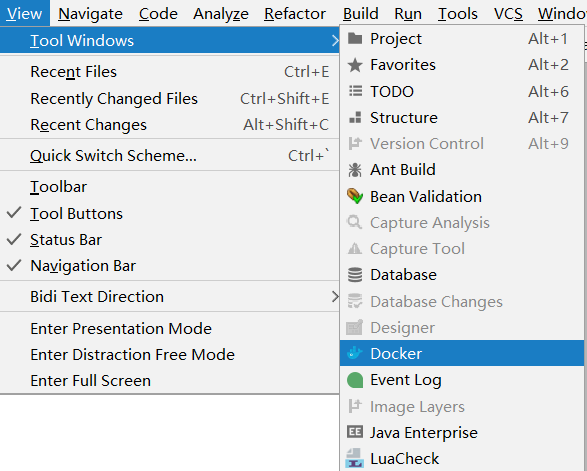 View Navigate Code Analyze Refactor Build Run Tools VCS Windo
Tool Windows
Recent Files Ctrl+E
Recently Changed Files Ctrl+Shift+E
Recent Changes Alt+Shift+C
Quick Switch Scheme... Ctrl+`
Toolbar
Tool Buttons
Status Bar
Navigation Bar
Bidi Text Direction
Enter Presentation Mode
Enter Distraction Free Mode
Enter Full Screen
Project Alt+1
Favorites Alt+2
TODO Alt+6
Structure Alt+7
Version Control Alt+9
Ant Build
Bean Validation
Capture Analysis
Capture Tool
Database
Database Changes
Designer
Docker
Event Log
Image Layers
Java Enterprise
LuaCheck